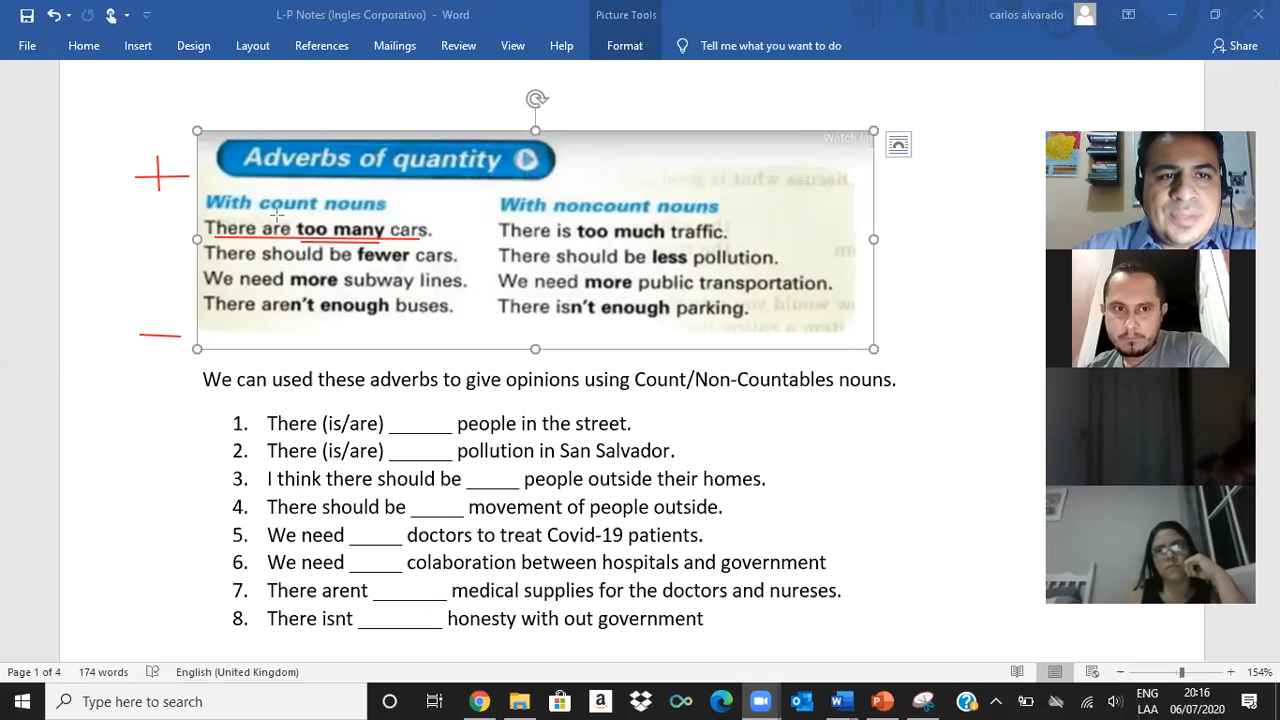 L-P Notes (Ingles Corporativo) - Word
Picture Tools
carlos alvarado
File Home Insert Design Layout References Mailings Review View Help Format Tell me what you want to do Share
Watch la
Adverbs of quantity
With count nouns
There are too many cars.
There should be fewer cars.
We need more subway lines.
There aren't enough buses.
With noncount nouns
There is too much traffic.
There should be less pollution.
We need more public transportation.
There isn't enough parking.
We can used these adverbs to give opinions using Count/Non-Countables nouns.
1. There (is/are) ______ people in the street.
2. There (is/are) ______ pollution in San Salvador.
3. I think there should be _____ people outside their homes.
4. There should be _____ movement of people outside.
5. We need _____ doctors to treat Covid-19 patients.
6. We need _____ colaboration between hospitals and government
7. There arent _______ medical supplies for the doctors and nureses.
8. There isnt ________ honesty with out government
Page 1 of 4 174 words English (United Kingdom) 154%
Type here to search
ENG 20:16
LAA 06/07/2020